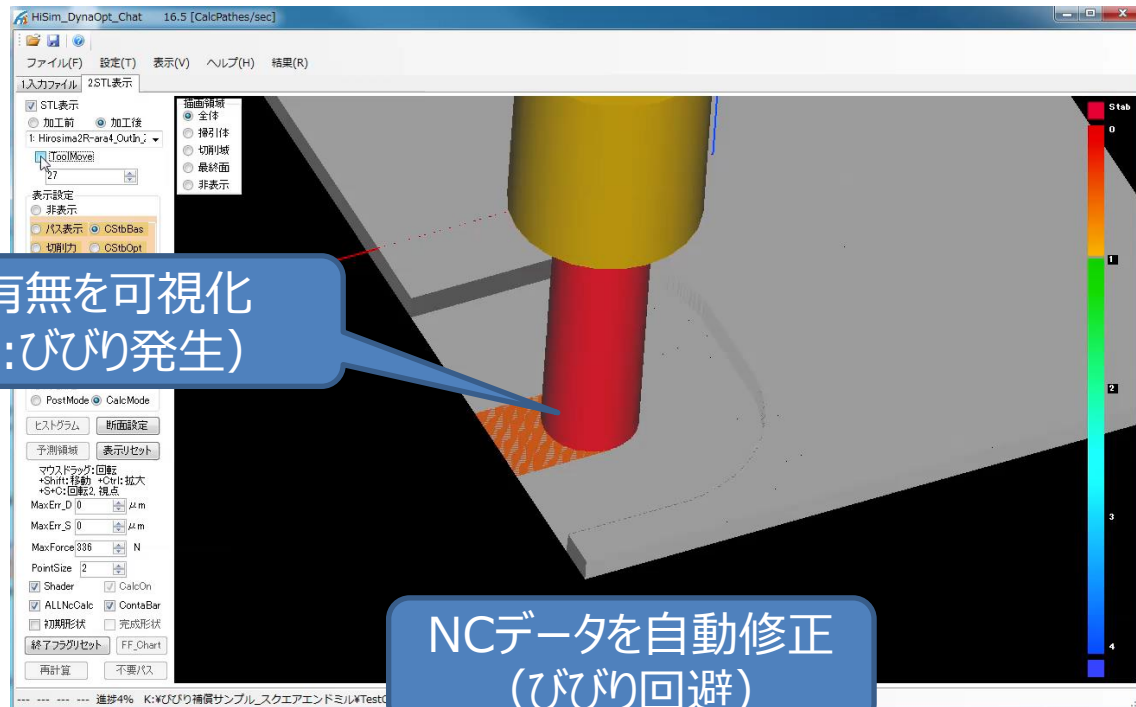 HiSim_DynaOpt_Chat 16.5 [CalcPathes/sec]
ファイル(F) 設定(T) 表示(V) ヘルプ(H) 結果(R)
1入力ファイル 2STL表示
STL表示
加工前 加工後
1: Hirosima2R-ara4_OutIn_
ToolMove
27
表示設定
非表示
パス表示 CStbBas
切削力 CStbOpt
描画領域
全体
掃引体
切削域
最終面
非表示
有無を可視化
:びびり発生)
PostMode CalcMode
ヒストグラム 断面設定
予測領域 表示リセット
マウスドラッグ:回転
+Shift:移動 +Ctrl:拡大
+S+C:回転2, 視点
MaxErr_D 0 μm
MaxErr_S 0 μm
MaxForce 336 N
PointSize 2
Shader CalcOn
ALLNcCalc ContaBar
初期形状 完成形状
終了フラグリセット FF_Chart
再計算 不要パス
--- --- --- --- 進捗4% K:¥びびり補償サンプル_スクエアエンドミル¥Test
NCデータを自動修正
(びびり回避)
Stab
0
1
2
3
4